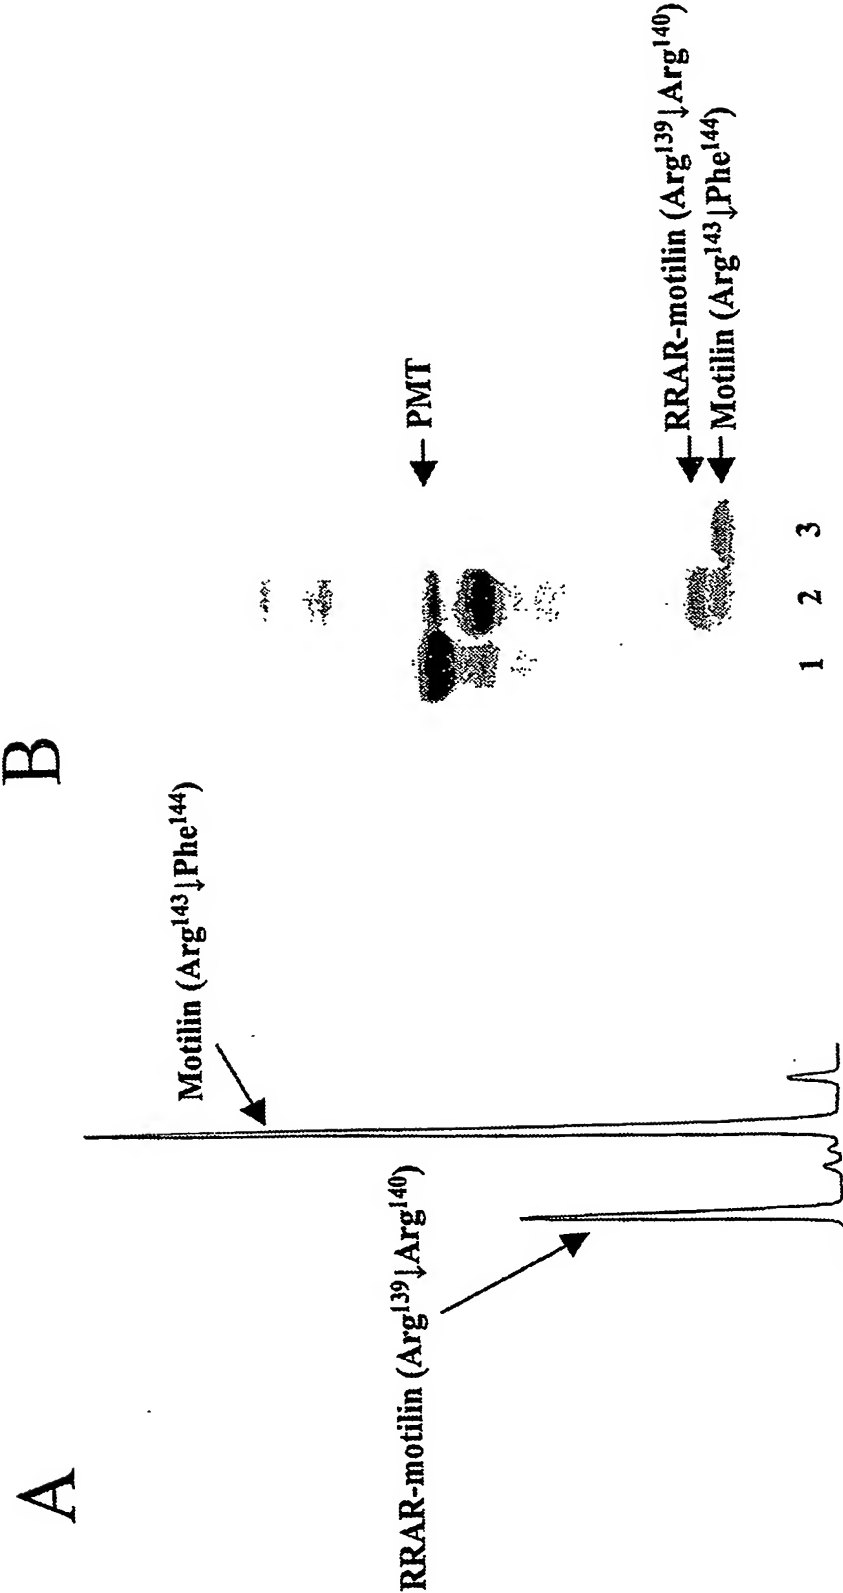 A
Motilin (Arg¹⁴³↓Phe¹⁴⁴)
RRAR-motilin (Arg¹³⁹↓Arg¹⁴⁰)
B
PMT
RRAR-motilin (Arg¹³⁹↓Arg¹⁴⁰)
Motilin (Arg¹⁴³↓Phe¹⁴⁴)
1 2 3